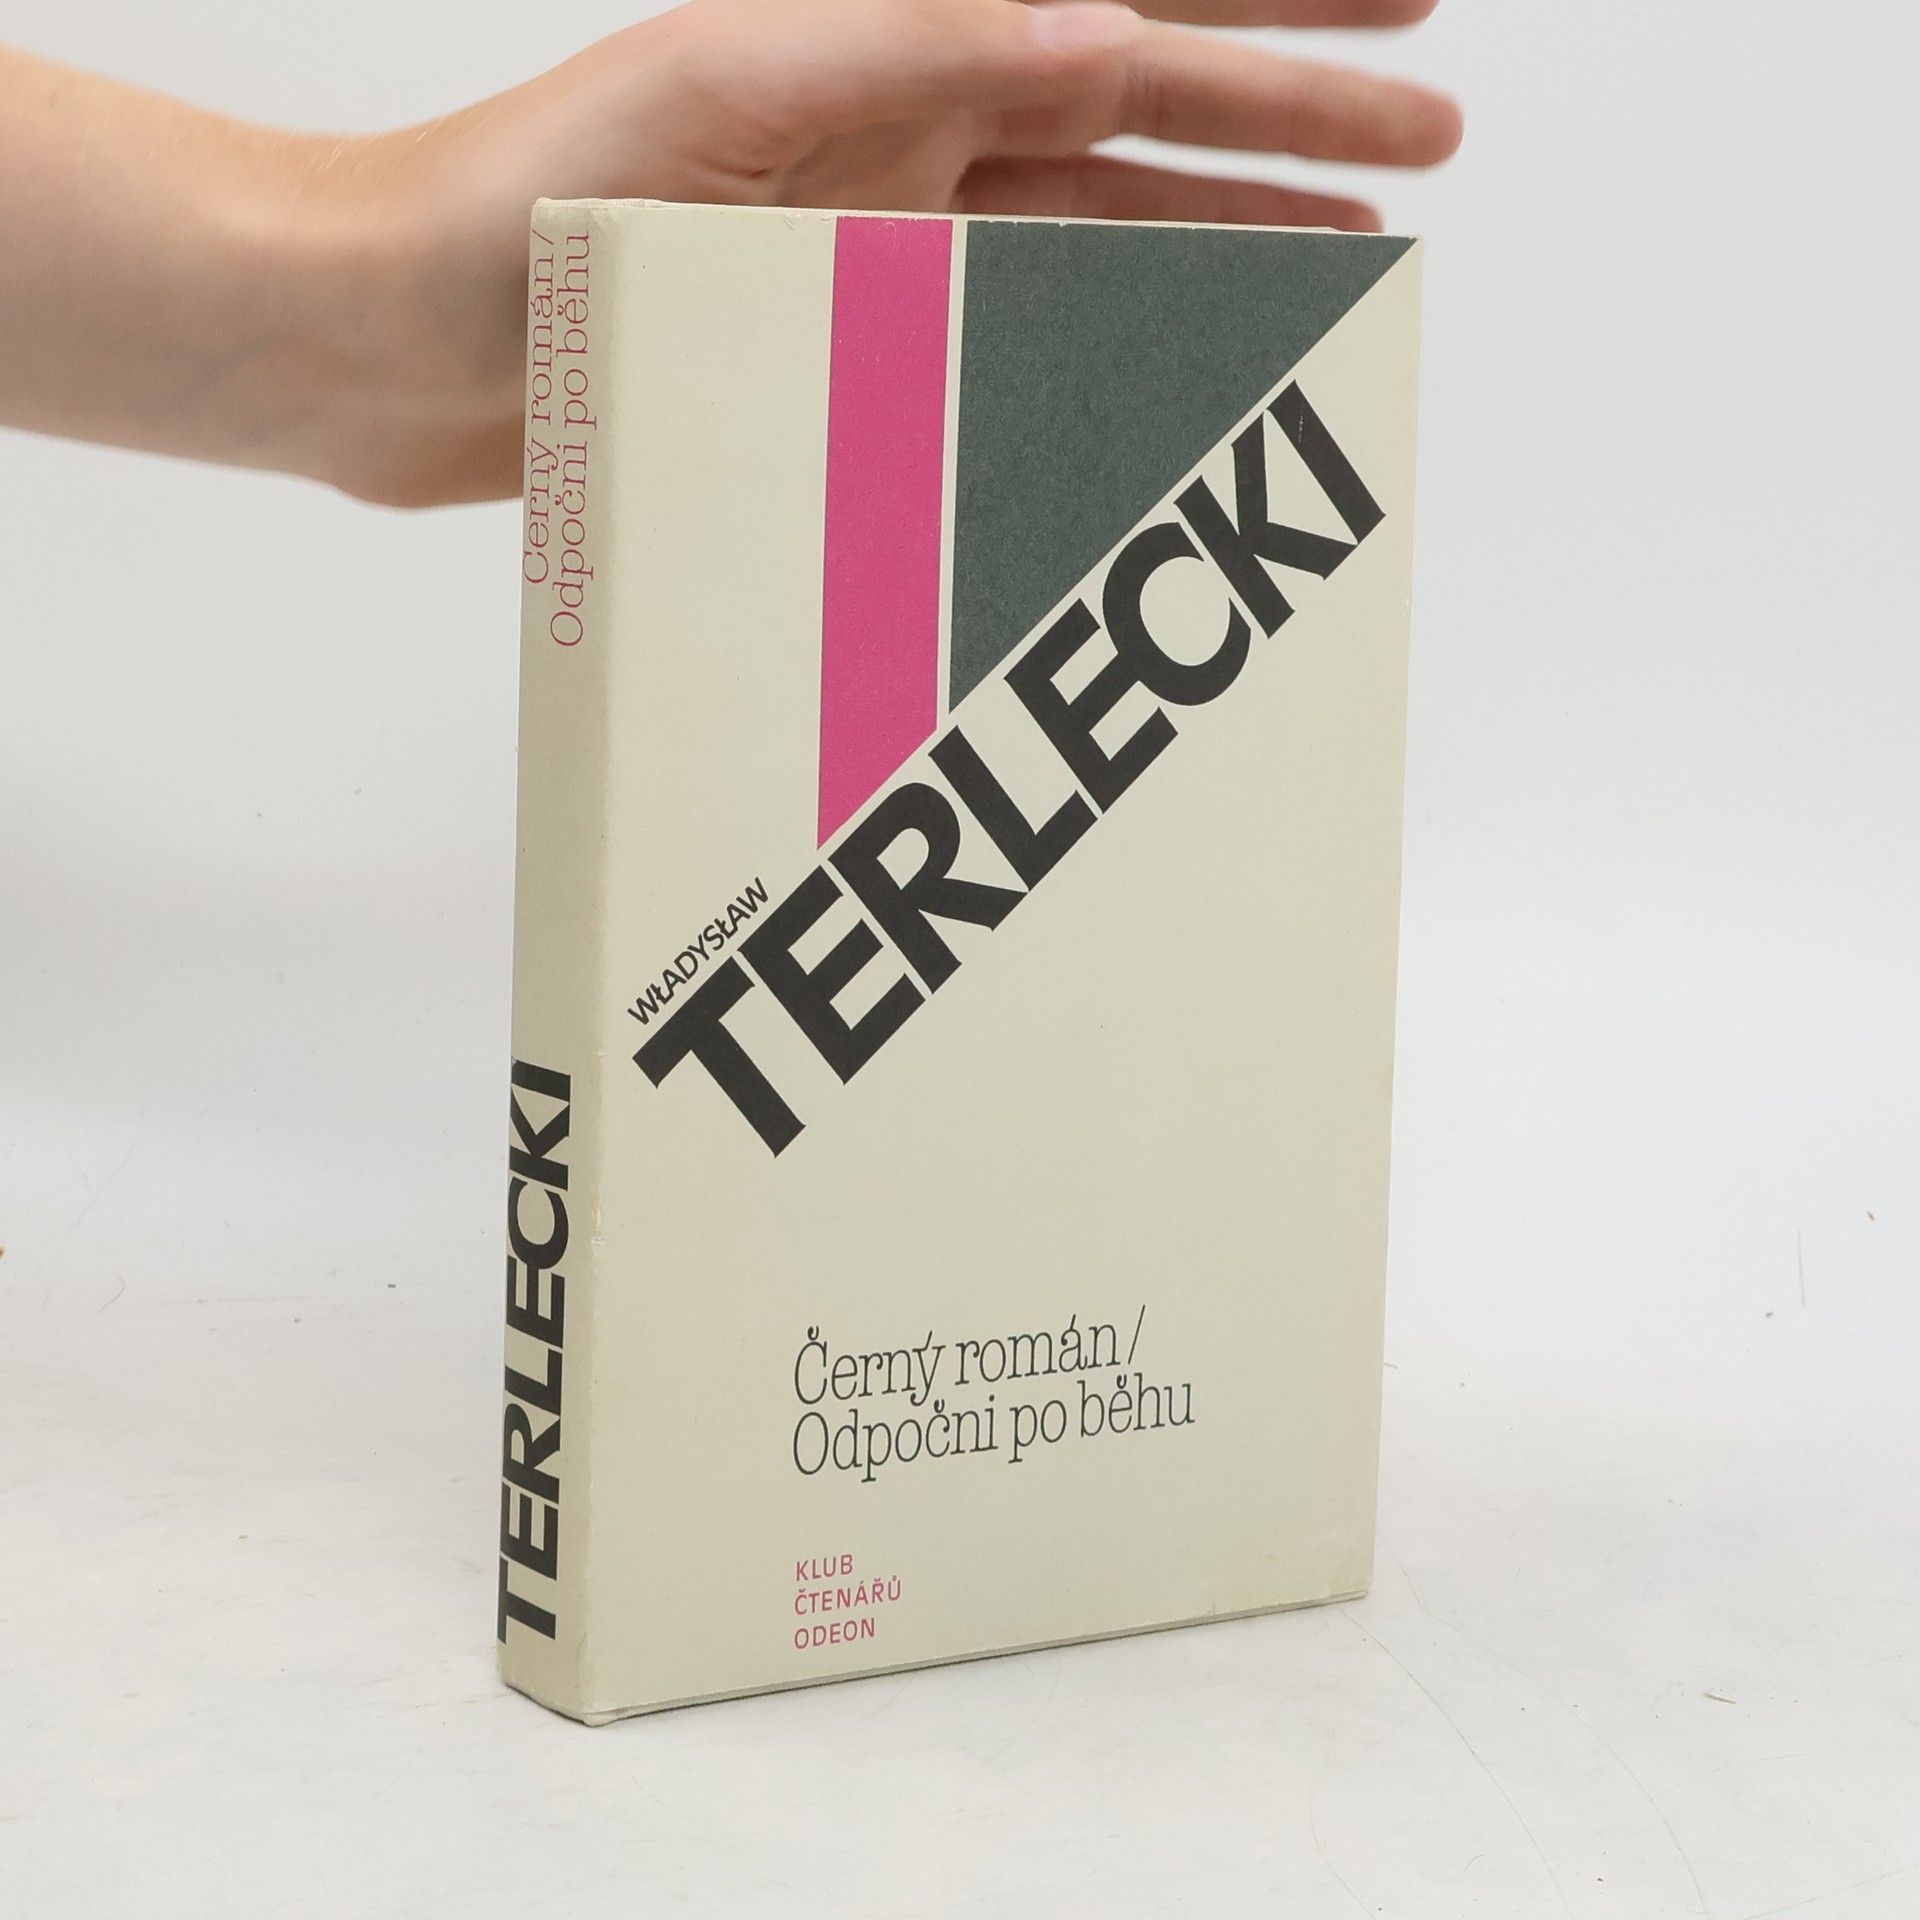 Černý román/
Odpočni po běhu
TERLECKI
WŁADYSŁAW
TERLECKI
Černý román/
Odpočni po běhu
KLUB
ČTENÁŘŮ
ODEON